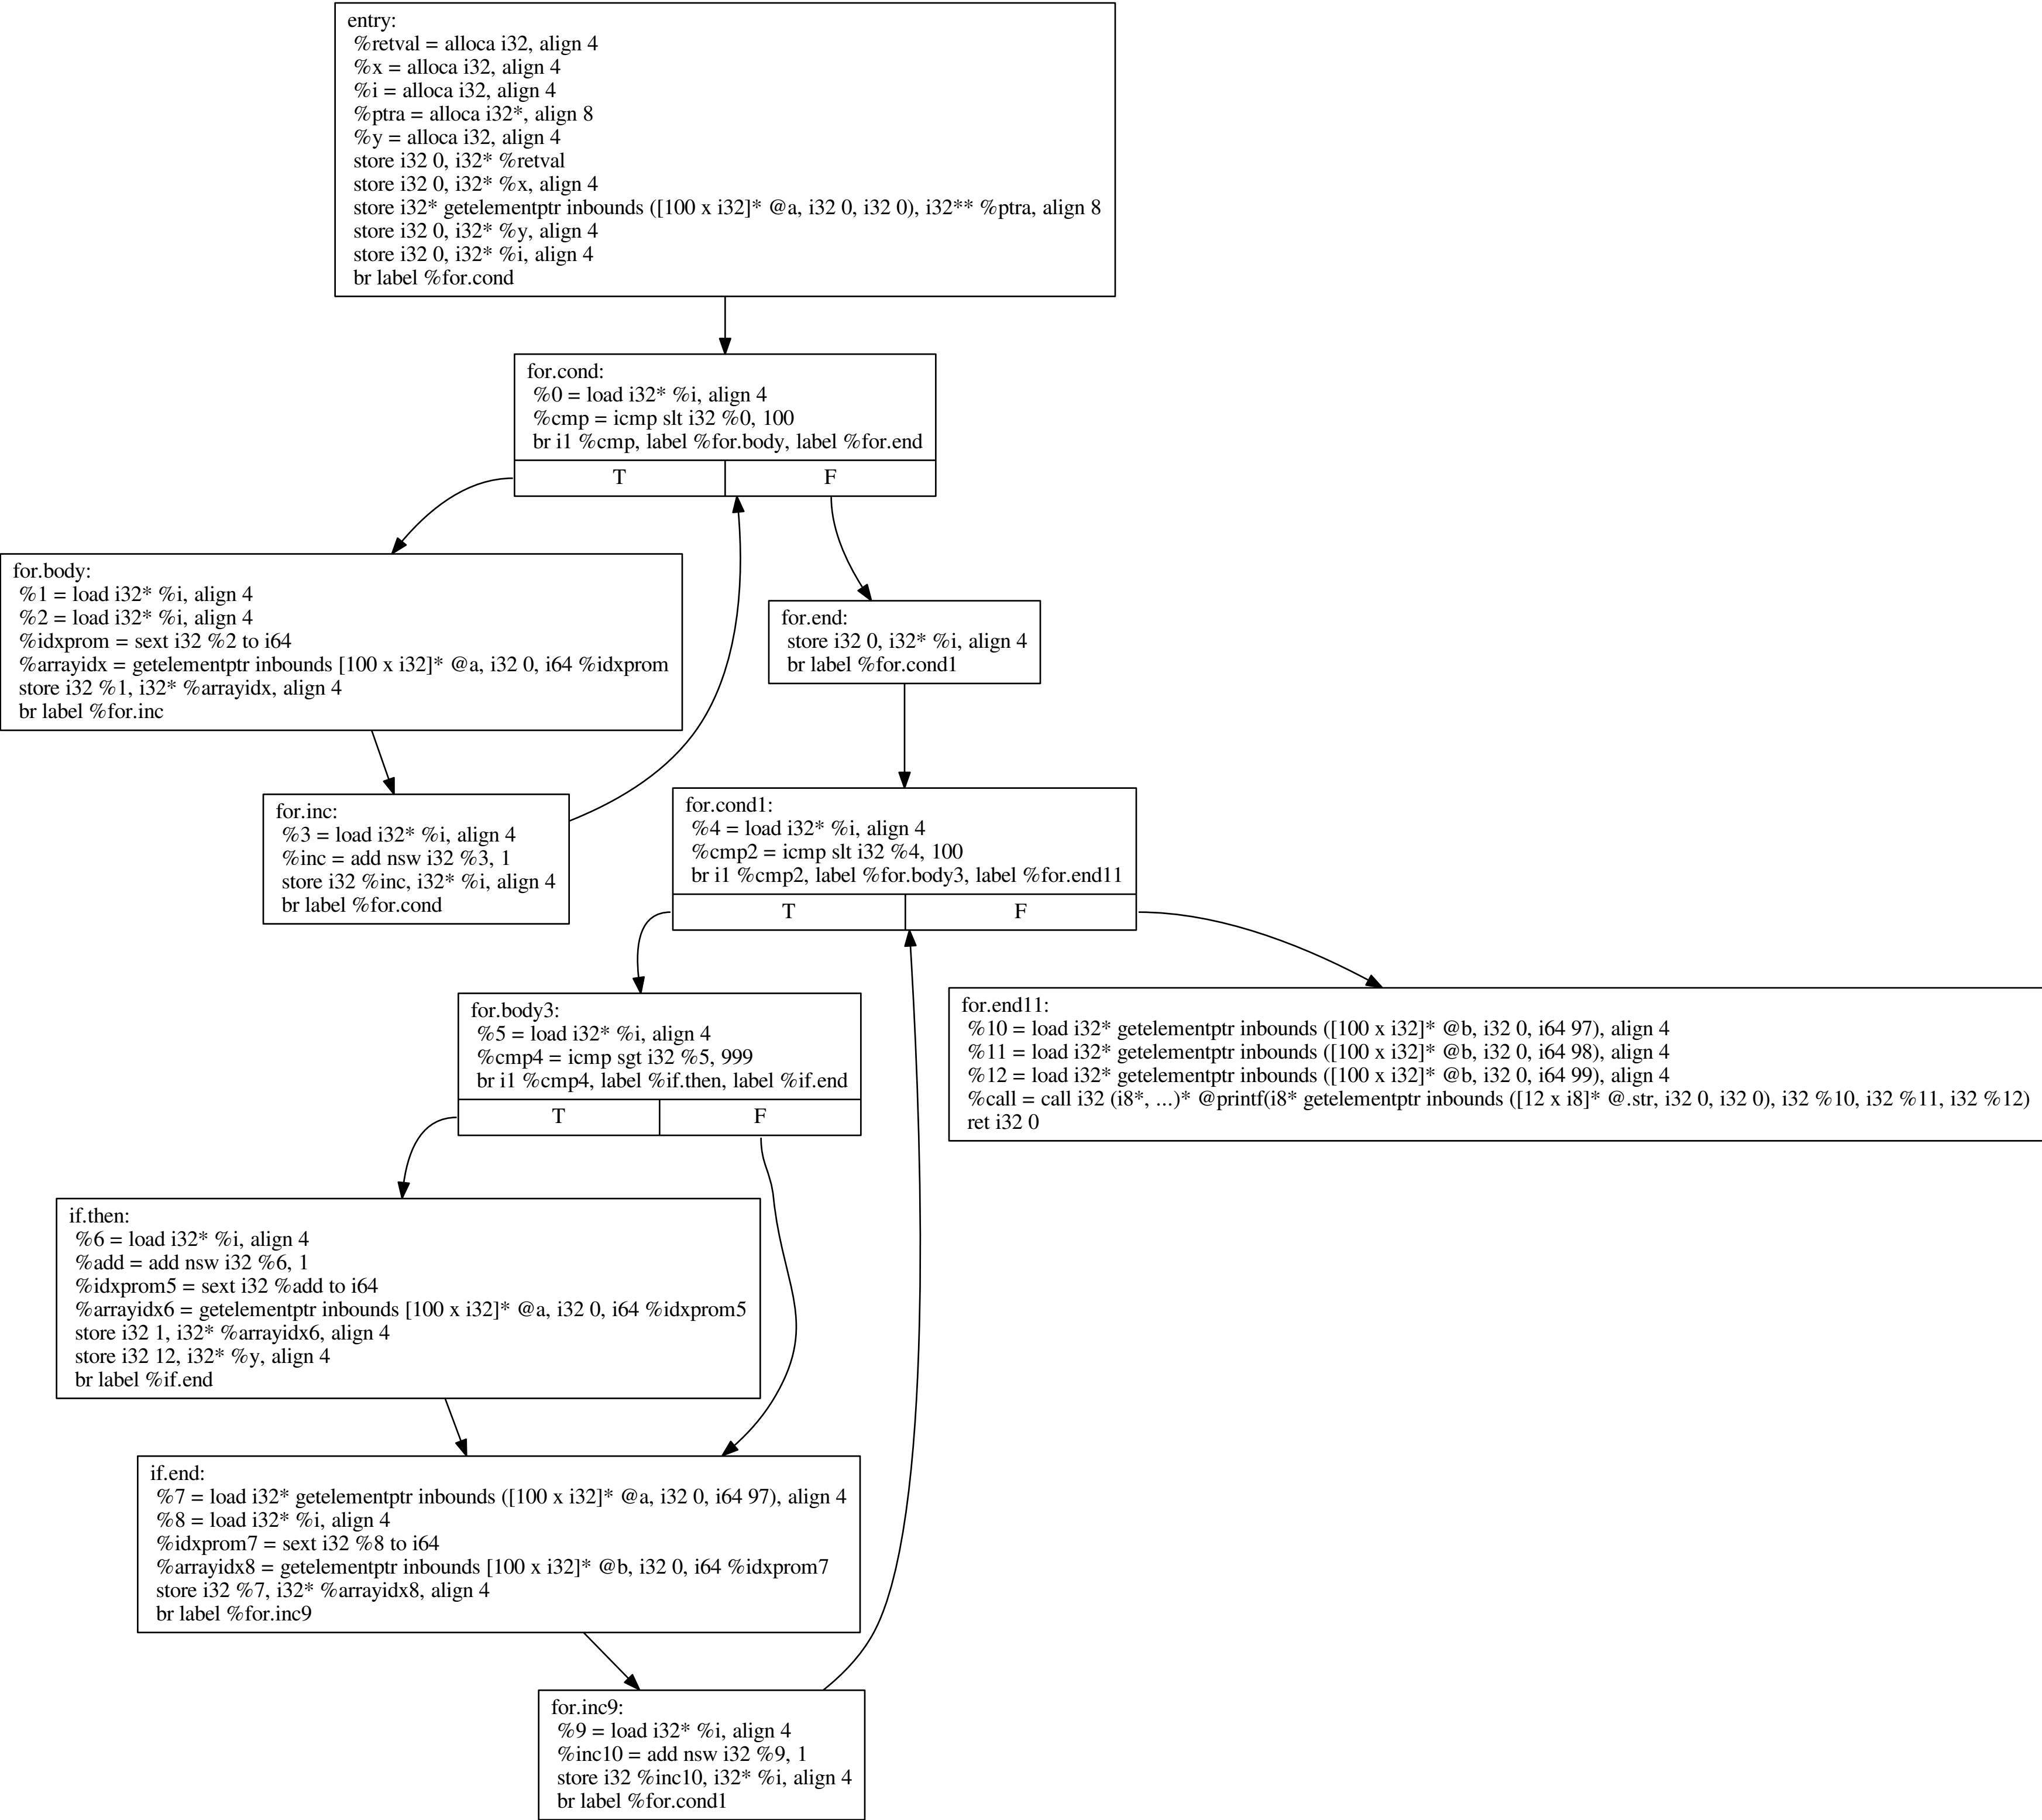 entry:
%retval = alloca i32, align 4
%x = alloca i32, align 4
%i = alloca i32, align 4
%ptra = alloca i32*, align 8
%y = alloca i32, align 4
store i32 0, i32* %retval
store i32 0, i32* %x, align 4
store i32* getelementptr inbounds ([100 x i32]* @a, i32 0, i32 0), i32** %ptra, align 8
store i32 0, i32* %y, align 4
store i32 0, i32* %i, align 4
br label %for.cond
for.cond:
%0 = load i32* %i, align 4
%cmp = icmp slt i32 %0, 100
br i1 %cmp, label %for.body, label %for.end
T
F
for.body:
%1 = load i32* %i, align 4
%2 = load i32* %i, align 4
%idxprom = sext i32 %2 to i64
%arrayidx = getelementptr inbounds [100 x i32]* @a, i32 0, i64 %idxprom
store i32 %1, i32* %arrayidx, align 4
br label %for.inc
for.end:
store i32 0, i32* %i, align 4
br label %for.cond1
for.inc:
%3 = load i32* %i, align 4
%inc = add nsw i32 %3, 1
store i32 %inc, i32* %i, align 4
br label %for.cond
for.cond1:
%4 = load i32* %i, align 4
%cmp2 = icmp slt i32 %4, 100
br i1 %cmp2, label %for.body3, label %for.end11
T
F
for.body3:
%5 = load i32* %i, align 4
%cmp4 = icmp sgt i32 %5, 999
br i1 %cmp4, label %if.then, label %if.end
T
F
for.end11:
%10 = load i32* getelementptr inbounds ([100 x i32]* @b, i32 0, i64 97), align 4
%11 = load i32* getelementptr inbounds ([100 x i32]* @b, i32 0, i64 98), align 4
%12 = load i32* getelementptr inbounds ([100 x i32]* @b, i32 0, i64 99), align 4
%call = call i32 (i8*, ...)* @printf(i8* getelementptr inbounds ([12 x i8]* @.str, i32 0, i32 0), i32 %10, i32 %11, i32 %12)
ret i32 0
if.then:
%6 = load i32* %i, align 4
%add = add nsw i32 %6, 1
%idxprom5 = sext i32 %add to i64
%arrayidx6 = getelementptr inbounds [100 x i32]* @a, i32 0, i64 %idxprom5
store i32 1, i32* %arrayidx6, align 4
store i32 12, i32* %y, align 4
br label %if.end
if.end:
%7 = load i32* getelementptr inbounds ([100 x i32]* @a, i32 0, i64 97), align 4
%8 = load i32* %i, align 4
%idxprom7 = sext i32 %8 to i64
%arrayidx8 = getelementptr inbounds [100 x i32]* @b, i32 0, i64 %idxprom7
store i32 %7, i32* %arrayidx8, align 4
br label %for.inc9
for.inc9:
%9 = load i32* %i, align 4
%inc10 = add nsw i32 %9, 1
store i32 %inc10, i32* %i, align 4
br label %for.cond1